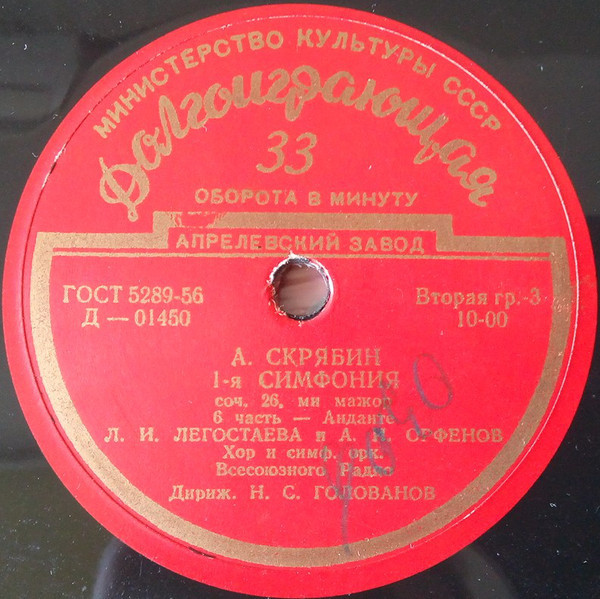 МИНИСТЕРСТВО КУЛЬТУРЫ СССР
Долгоиграющая
33
ОБОРОТА В МИНУТУ
АПРЕЛЕВСКИЙ ЗАВОД
ГОСТ 5289-56
Д — 01450
Вторая гр.-3
10-00
А. СКРЯБИН
1-я СИМФОНИЯ
соч. 26, ми мажор
6 часть — Анданте
Л. И. ЛЕГОСТАЕВА и А. ОРФЕНОВ
Хор и симф. орк.
Всесоюзного Радио
Дириж. Н. С. ГОЛОВАНОВ